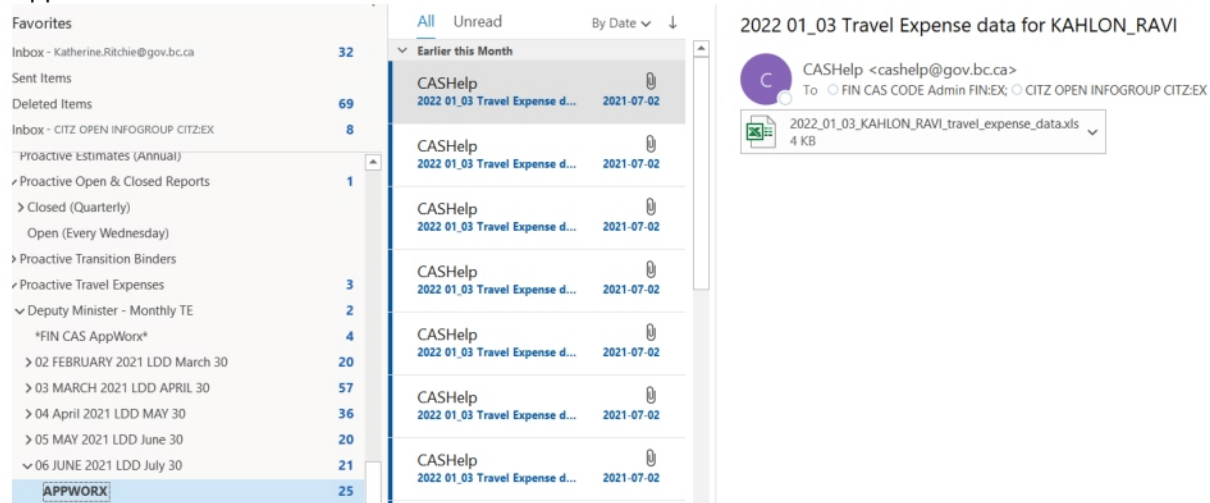 Favorites
Inbox - Katherine.Ritchie@gov.bc.ca 32
Sent Items
Deleted Items 69
Inbox - CITZ OPEN INFOGROUP CITZ:EX 8
Proactive Estimates (Annual)
Proactive Open & Closed Reports 1
Closed (Quarterly)
Open (Every Wednesday)
Proactive Transition Binders
Proactive Travel Expenses 3
Deputy Minister - Monthly TE 2
*FIN CAS AppWorx* 4
02 FEBRUARY 2021 LDD March 30 20
03 MARCH 2021 LDD APRIL 30 57
04 April 2021 LDD MAY 30 36
05 MAY 2021 LDD June 30 20
06 JUNE 2021 LDD July 30 21
APPWORX 25
All Unread By Date
Earlier this Month
CASHelp
2022 01_03 Travel Expense d... 2021-07-02
CASHelp
2022 01_03 Travel Expense d... 2021-07-02
CASHelp
2022 01_03 Travel Expense d... 2021-07-02
CASHelp
2022 01_03 Travel Expense d... 2021-07-02
CASHelp
2022 01_03 Travel Expense d... 2021-07-02
CASHelp
2022 01_03 Travel Expense d... 2021-07-02
CASHelp
2022 01_03 Travel Expense d... 2021-07-02
2022 01_03 Travel Expense data for KAHLON_RAVI
C
CASHelp <cashelp@gov.bc.ca>
To FIN CAS CODE Admin FIN:EX; CITZ OPEN INFOGROUP CITZ:EX
2022_01_03_KAHLON_RAVI_travel_expense_data.xls
4 KB